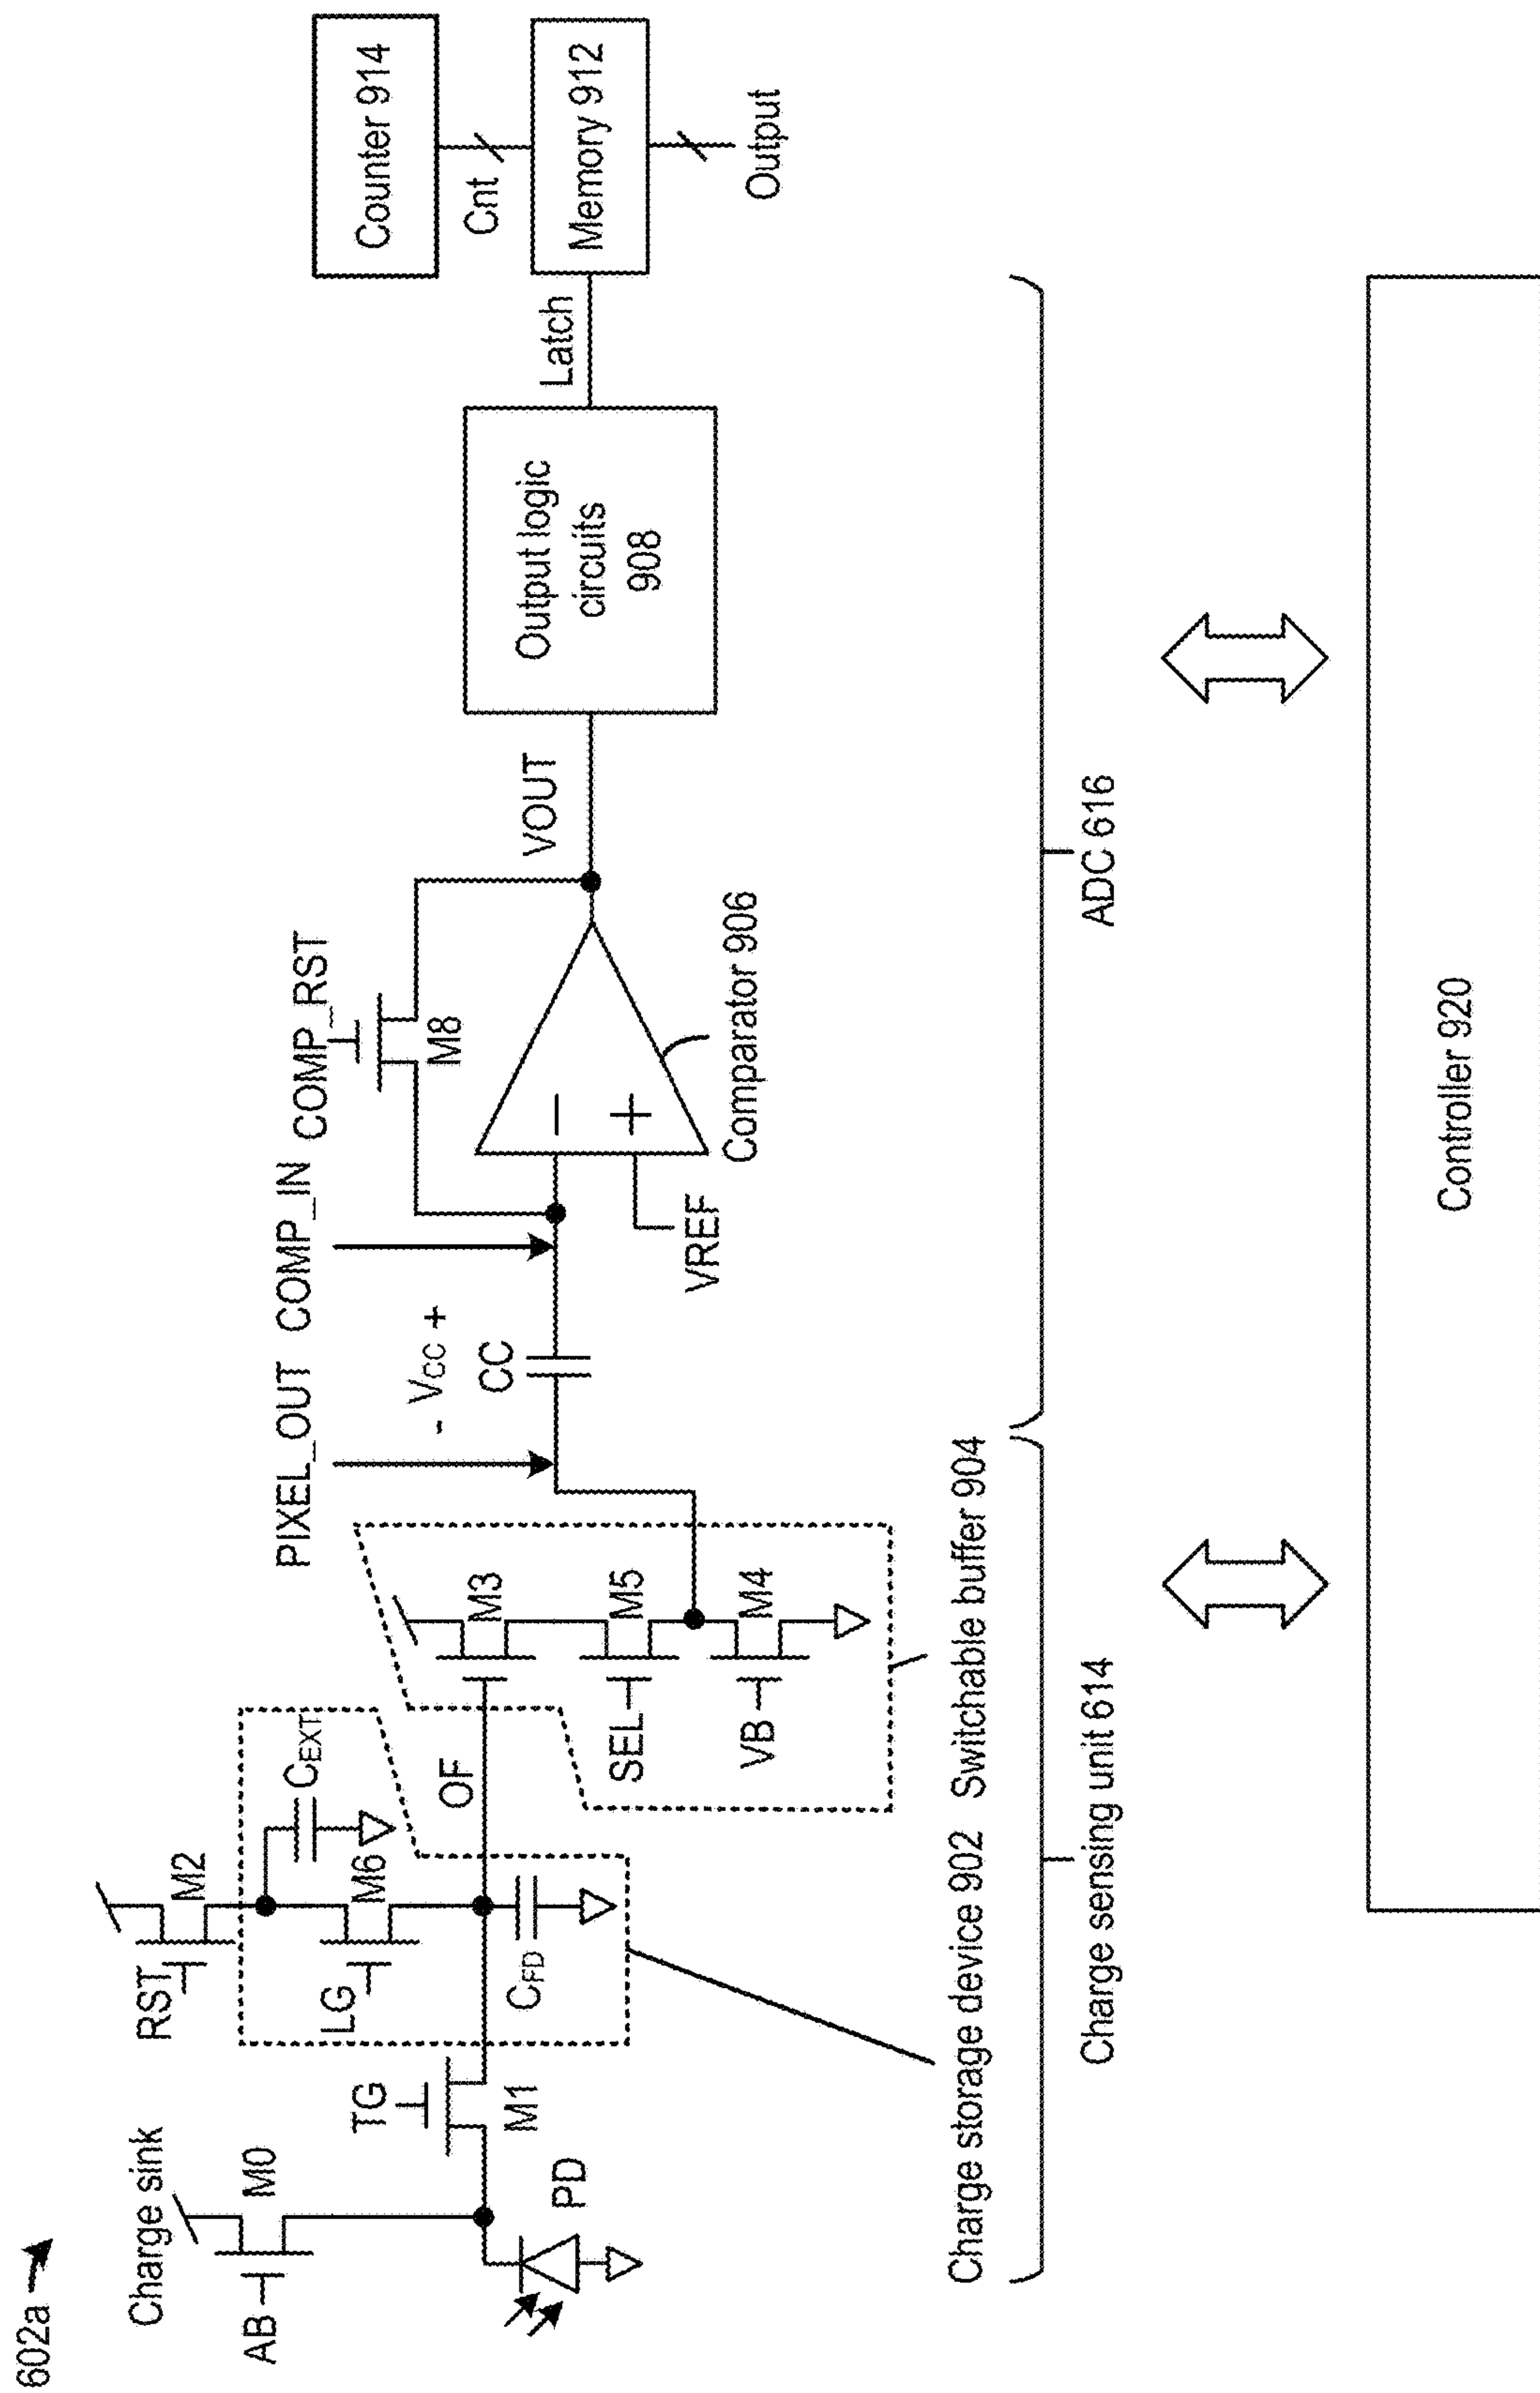 602a
Charge sink
AB
M0
PD
TG
M1
RST
M2
LG
M6
CEXT
CFD
OF
M3
SEL
M5
VB
M4
PIXEL_OUT
COMP_IN
COMP_RST
- VCC +
CC
VREF
M8
−
+
Comparator 906
VOUT
Output logic
circuits
908
Latch
Counter 914
Cnt
Memory 912
Output
Charge storage device 902
Switchable buffer 904
Charge sensing unit 614
ADC 616
Controller 920